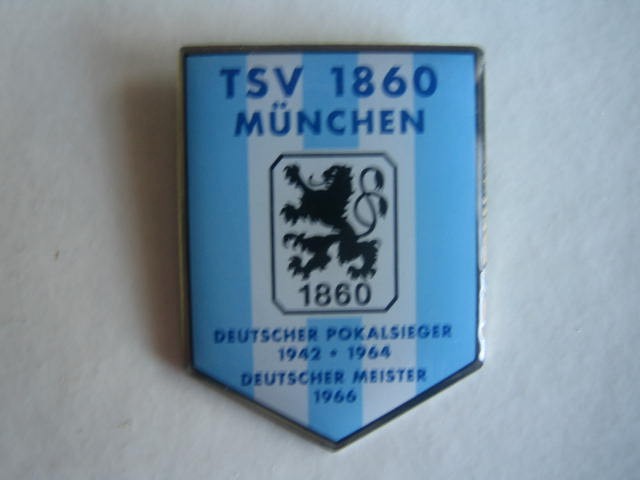 TSV 1860
MÜNCHEN
1860
DEUTSCHER POKALSIEGER
1942 • 1964
DEUTSCHER MEISTER
1966